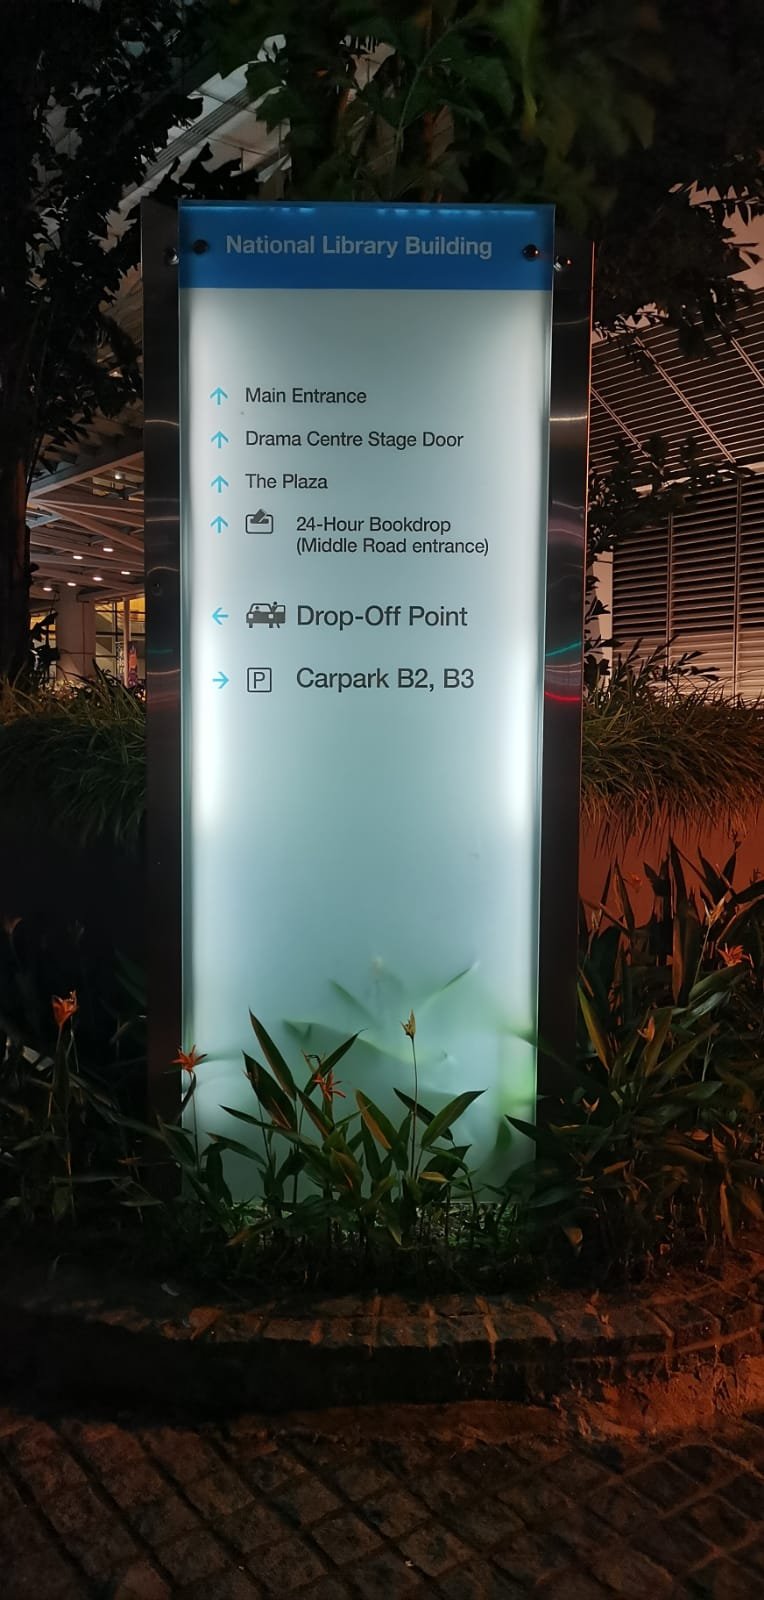 National Library Building
Main Entrance
Drama Centre Stage Door
The Plaza
24-Hour Bookdrop
(Middle Road entrance)
Drop-Off Point
P Carpark B2, B3